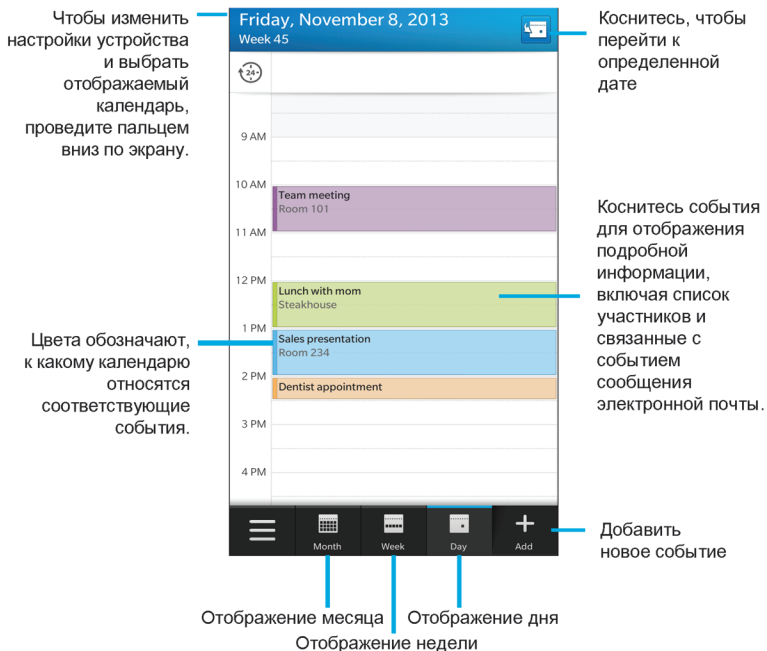 Чтобы изменить
настройки устройства
и выбрать
отображаемый
календарь,
проведите пальцем
вниз по экрану.
Friday, November 8, 2013
Week 45
Коснитесь, чтобы
перейти к
определенной
дате
24
9 AM
10 AM
Team meeting
Room 101
11 AM
12 PM
Lunch with mom
Steakhouse
1 PM
Sales presentation
Room 234
2 PM
Dentist appointment
3 PM
4 PM
Коснитесь события
для отображения
подробной
информации,
включая список
участников и
связанные с
событием
сообщения
электронной почты.
Цвета обозначают,
к какому календарю
относятся
соответствующие
события.
Month
Week
Day
Add
Добавить
новое событие
Отображение месяца
Отображение дня
Отображение недели